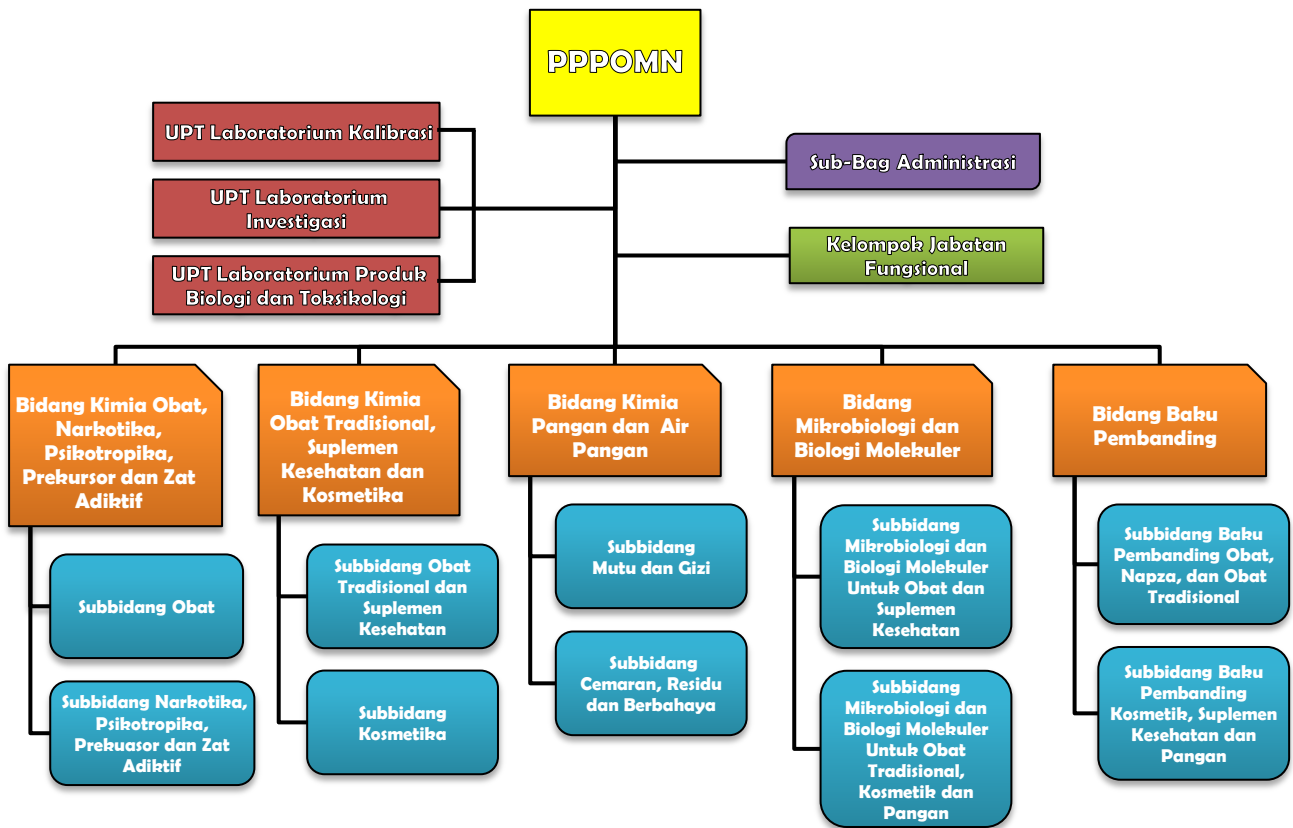 PPPOMN
UPT Laboratorium Kalibrasi
UPT Laboratorium
Investigasi
UPT Laboratorium Produk
Biologi dan Toksikologi
Sub-Bag Administrasi
Kelompok Jabatan
Fungsional
Bidang Kimia Obat,
Narkotika,
Psikotropika,
Prekursor dan Zat
Adiktif
Subbidang Obat
Subbidang Narkotika,
Psikotropika,
Prekuasor dan Zat
Adiktif
Bidang Kimia
Obat Tradisional,
Suplemen
Kesehatan dan
Kosmetika
Subbidang Obat
Tradisional dan
Suplemen
Kesehatan
Subbidang
Kosmetika
Bidang Kimia
Pangan dan Air
Pangan
Subbidang
Mutu dan Gizi
Subbidang
Cemaran, Residu
dan Berbahaya
Bidang
Mikrobiologi dan
Biologi Molekuler
Subbidang
Mikrobiologi dan
Biologi Molekuler
Untuk Obat dan
Suplemen
Kesehatan
Subbidang
Mikrobiologi dan
Biologi Molekuler
Untuk Obat
Tradisional,
Kosmetik dan
Pangan
Bidang Baku
Pembanding
Subbidang Baku
Pembanding Obat,
Napza, dan Obat
Tradisional
Subbidang Baku
Pembanding
Kosmetik, Suplemen
Kesehatan dan
Pangan